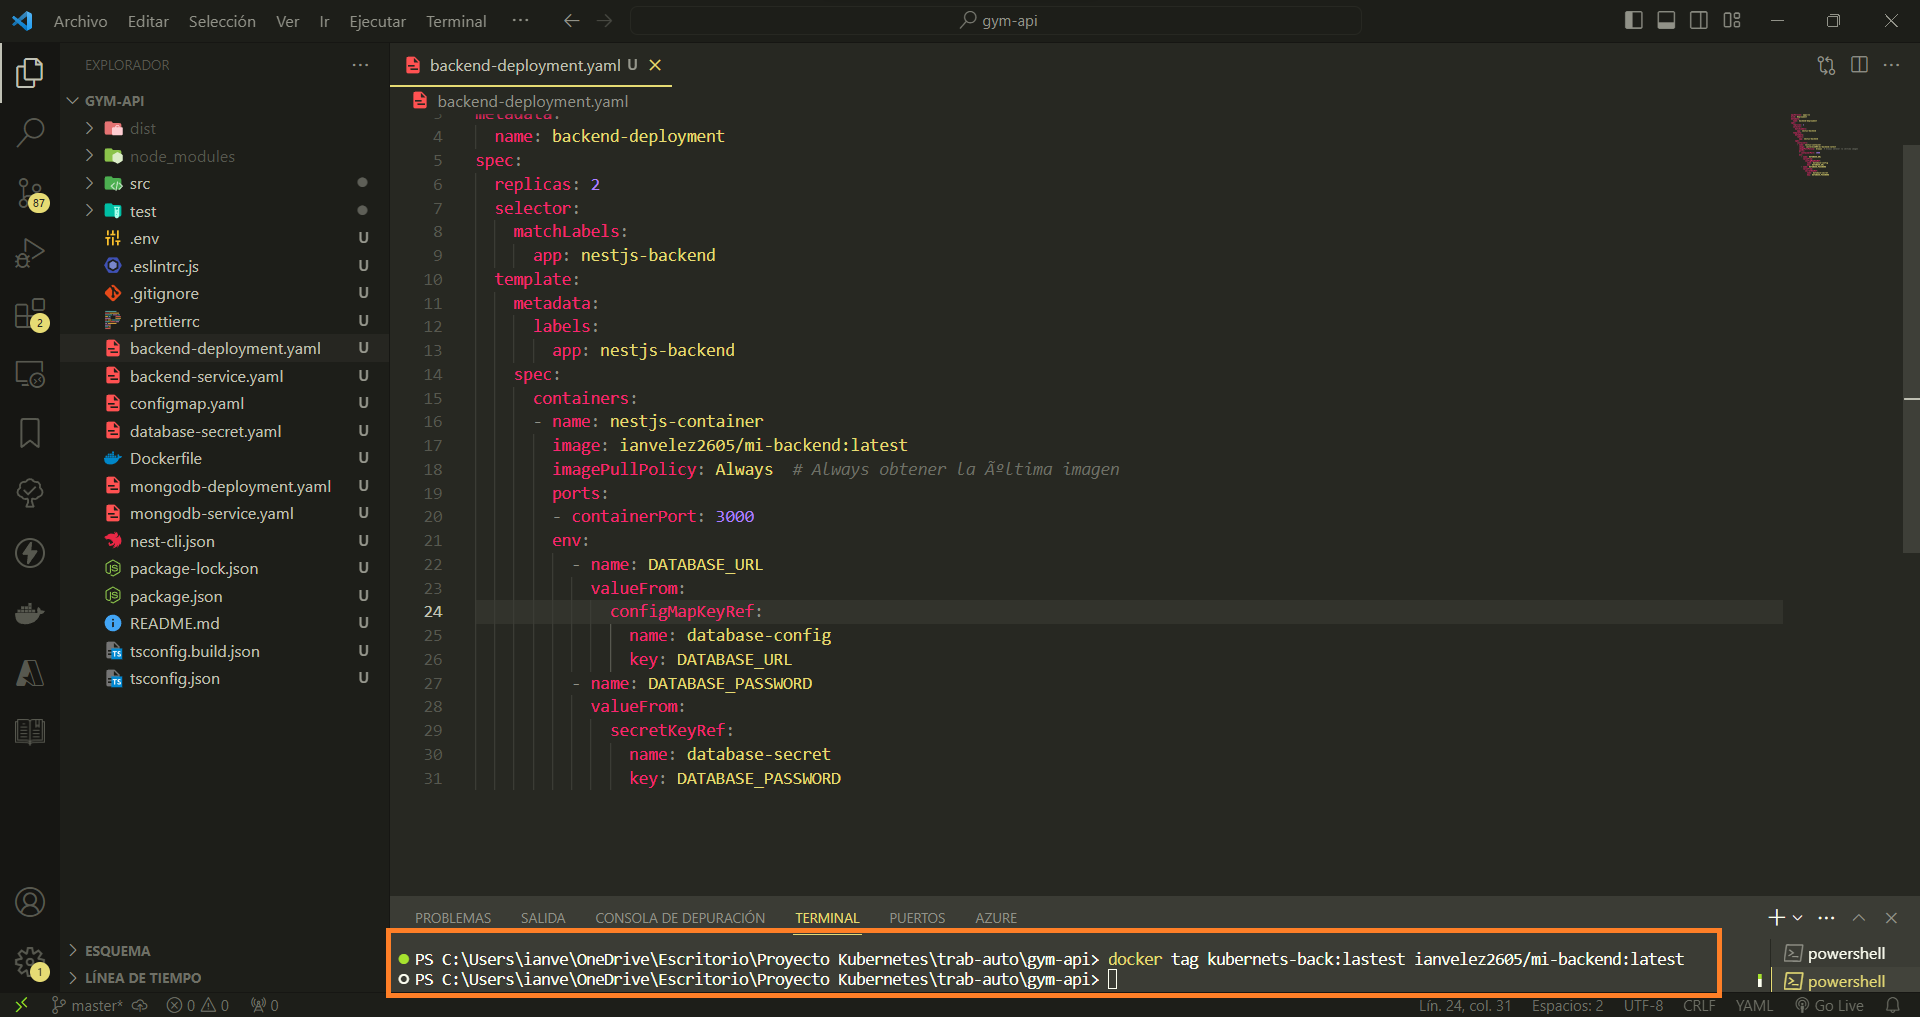 Archivo Editar Selección Ver Ir Ejecutar Terminal ··· gym-api
EXPLORADOR ···
GYM-API
dist
node_modules
src
test
.env U
.eslintrc.js U
.gitignore U
.prettierrc U
backend-deployment.yaml U
backend-service.yaml U
configmap.yaml U
database-secret.yaml U
Dockerfile U
mongodb-deployment.yaml U
mongodb-service.yaml U
nest-cli.json U
package-lock.json U
package.json U
README.md U
tsconfig.build.json U
tsconfig.json U
ESQUEMA
LÍNEA DE TIEMPO
87
2
1
backend-deployment.yaml U
backend-deployment.yaml
3 metadata:
4 name: backend-deployment
5 spec:
6 replicas: 2
7 selector:
8 matchLabels:
9 app: nestjs-backend
10 template:
11 metadata:
12 labels:
13 app: nestjs-backend
14 spec:
15 containers:
16 - name: nestjs-container
17 image: ianvelez2605/mi-backend:latest
18 imagePullPolicy: Always # Always obtener la Ãºltima imagen
19 ports:
20 - containerPort: 3000
21 env:
22 - name: DATABASE_URL
23 valueFrom:
24 configMapKeyRef:
25 name: database-config
26 key: DATABASE_URL
27 - name: DATABASE_PASSWORD
28 valueFrom:
29 secretKeyRef:
30 name: database-secret
31 key: DATABASE_PASSWORD
PROBLEMAS SALIDA CONSOLA DE DEPURACIÓN TERMINAL PUERTOS AZURE
PS C:\Users\ianve\OneDrive\Escritorio\Proyecto Kubernetes\trab-auto\gym-api> docker tag kubernets-back:lastest ianvelez2605/mi-backend:latest
PS C:\Users\ianve\OneDrive\Escritorio\Proyecto Kubernetes\trab-auto\gym-api>
powershell
powershell
master* 0 0 0 Lín. 24, col. 31 Espacios: 2 UTF-8 CRLF YAML Go Live